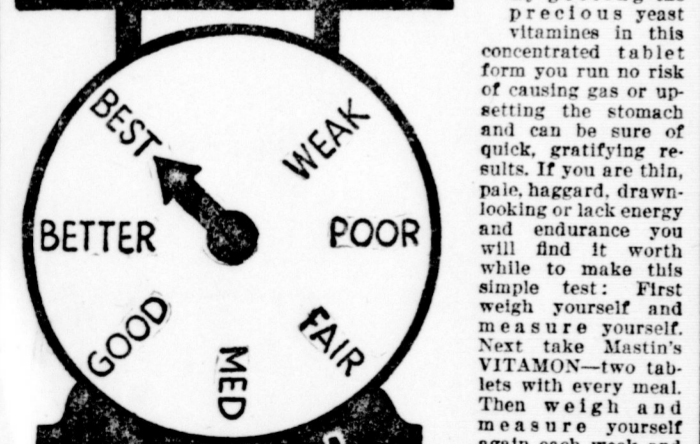 BEST
WEAK
BETTER
POOR
GOOD
FAIR
MED
precious yeast
vitamines in this
concentrated tablet
form you run no risk
of causing gas or up-
setting the stomach
and can be sure of
quick, gratifying re-
sults. If you are thin,
pale, haggard, drawn-
looking or lack energy
and endurance you
will find it worth
while to make this
simple test: First
weigh yourself and
measure yourself.
Next take Mastin's
VITAMON—two tab-
lets with every meal.
Then weigh and
measure yourself
again each week and